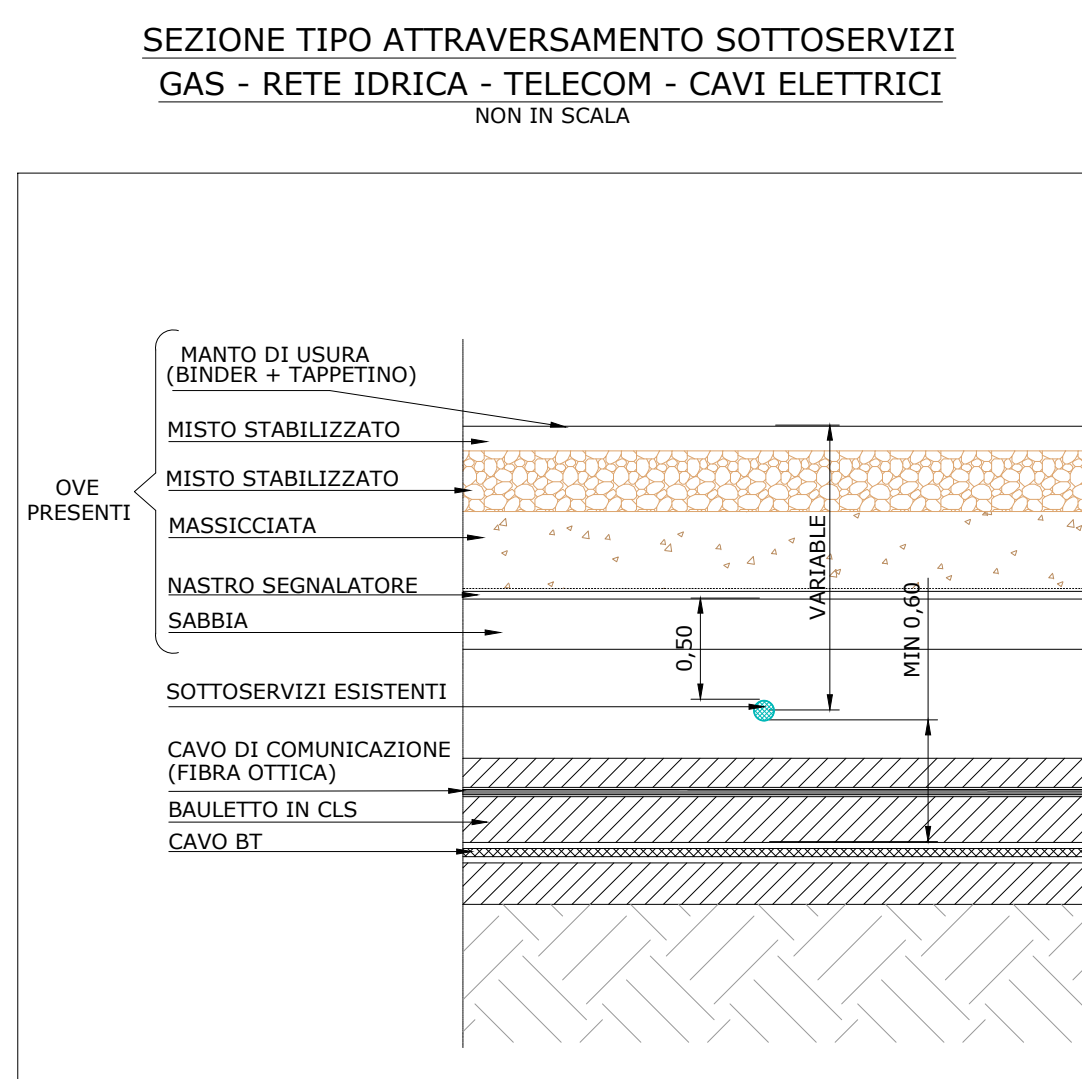 SEZIONE TIPO ATTRAVERSAMENTO SOTTOSERVIZI
GAS - RETE IDRICA - TELECOM - CAVI ELETTRICI
NON IN SCALA
MANTO DI USURA
(BINDER + TAPPETINO)
MISTO STABILIZZATO
MISTO STABILIZZATO
OVE
PRESENTI
MASSICCIATA
NASTRO SEGNALATORE
SABBIA
SOTTOSERVIZI ESISTENTI
CAVO DI COMUNICAZIONE
(FIBRA OTTICA)
BAULETTO IN CLS
CAVO BT
0,50
VARIABLE
MIN 0,60